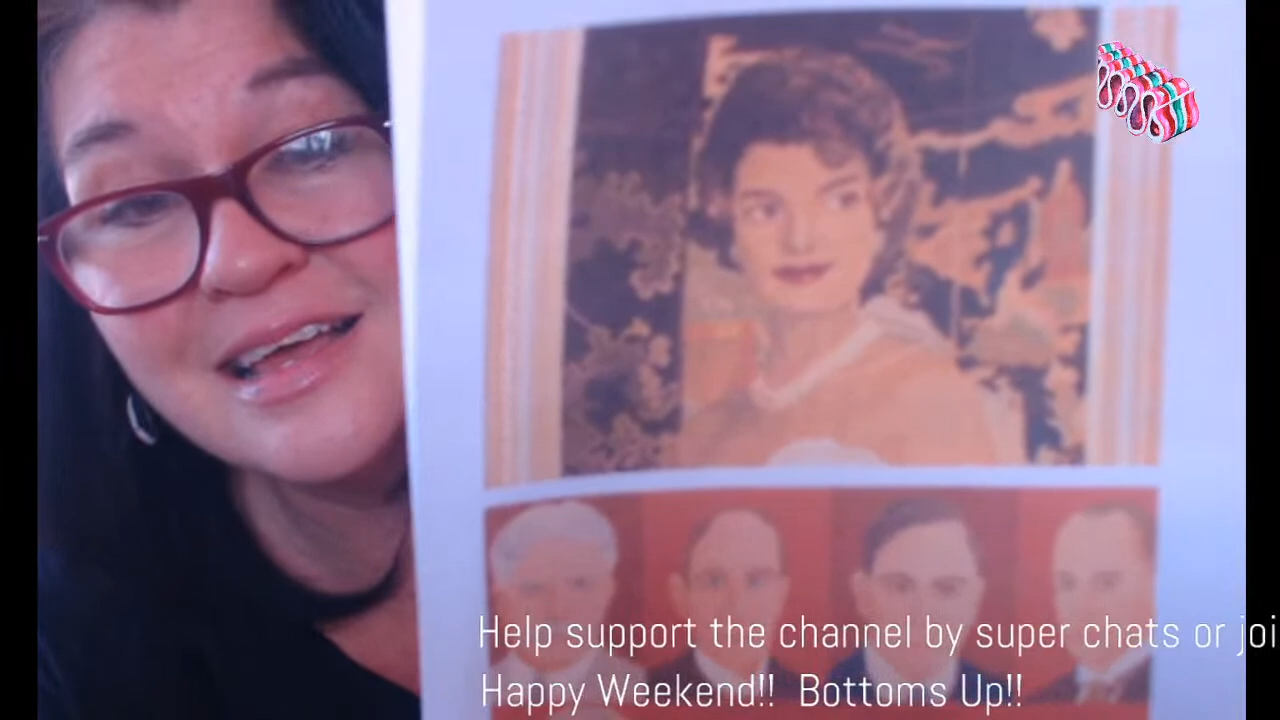 Help support the channel by super chats or joi
Happy Weekend!!  Bottoms Up!!